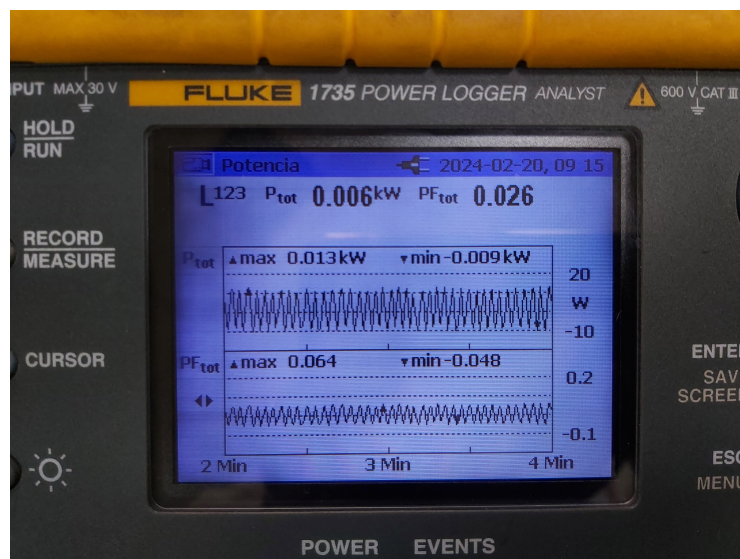 INPUT MAX 30 V
FLUKE 1735 POWER LOGGER ANALYST
600 V CAT III
HOLD
RUN
Potencia 2024-02-20, 09 15
L123 Ptot 0.006kW PFtot 0.026
RECORD
MEASURE
Ptot ▲max 0.013kW ▼min-0.009kW
20
W
-10
CURSOR
PFtot ▲max 0.064 ▼min-0.048
0.2
-0.1
2 Min 3 Min 4 Min
ENTE
SAV
SCREE
ESC
MENU
POWER EVENTS